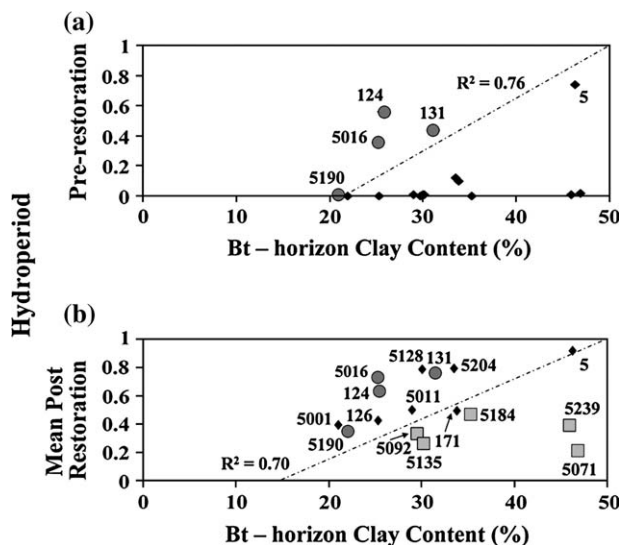 (a)
Hydroperiod
Pre-restoration
1
0.8
0.6
0.4
0.2
0
R² = 0.76
124
131
5016
5190
5
0 10 20 30 40 50
Bt – horizon Clay Content (%)
(b)
Mean Post
Restoration
1
0.8
0.6
0.4
0.2
0
5016
5128
131
5204
5
124
5011
5001
126
5184
5239
5190
5092
171
5135
5071
R² = 0.70
0 10 20 30 40 50
Bt – horizon Clay Content (%)